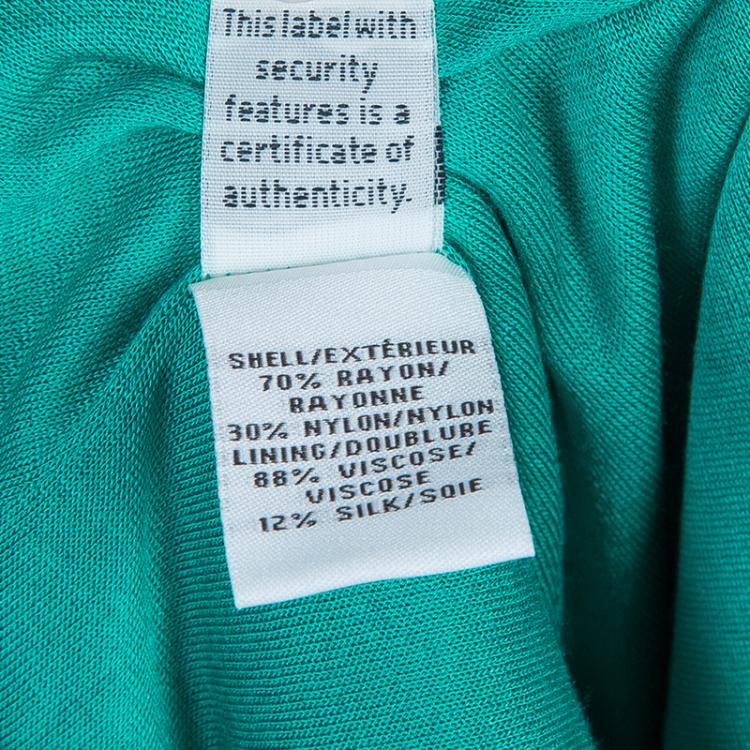 This label with
security
features is a
certificate of
authenticity.
SHELL/EXTÉRIEUR
70% RAYON/
RAYONNE
30% NYLON/NYLON
LINING/DOUBLURE
88% VISCOSE/
VISCOSE
12% SILK/SOIE